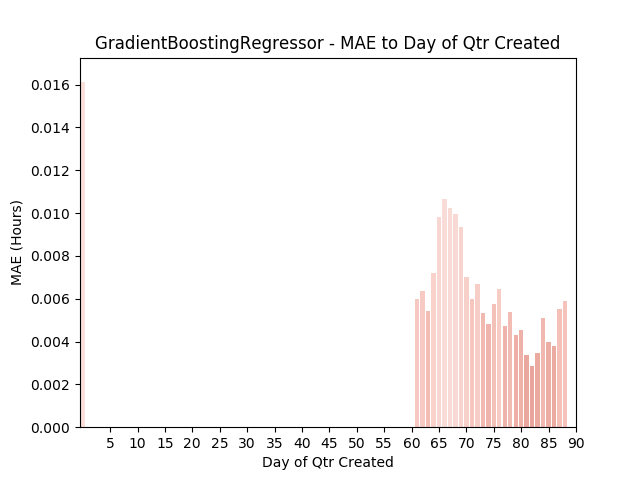 GradientBoostingRegressor - MAE to Day of Qtr Created
MAE (Hours)
0.016
0.014
0.012
0.010
0.008
0.006
0.004
0.002
0.000
5 10 15 20 25 30 35 40 45 50 55 60 65 70 75 80 85 90
Day of Qtr Created